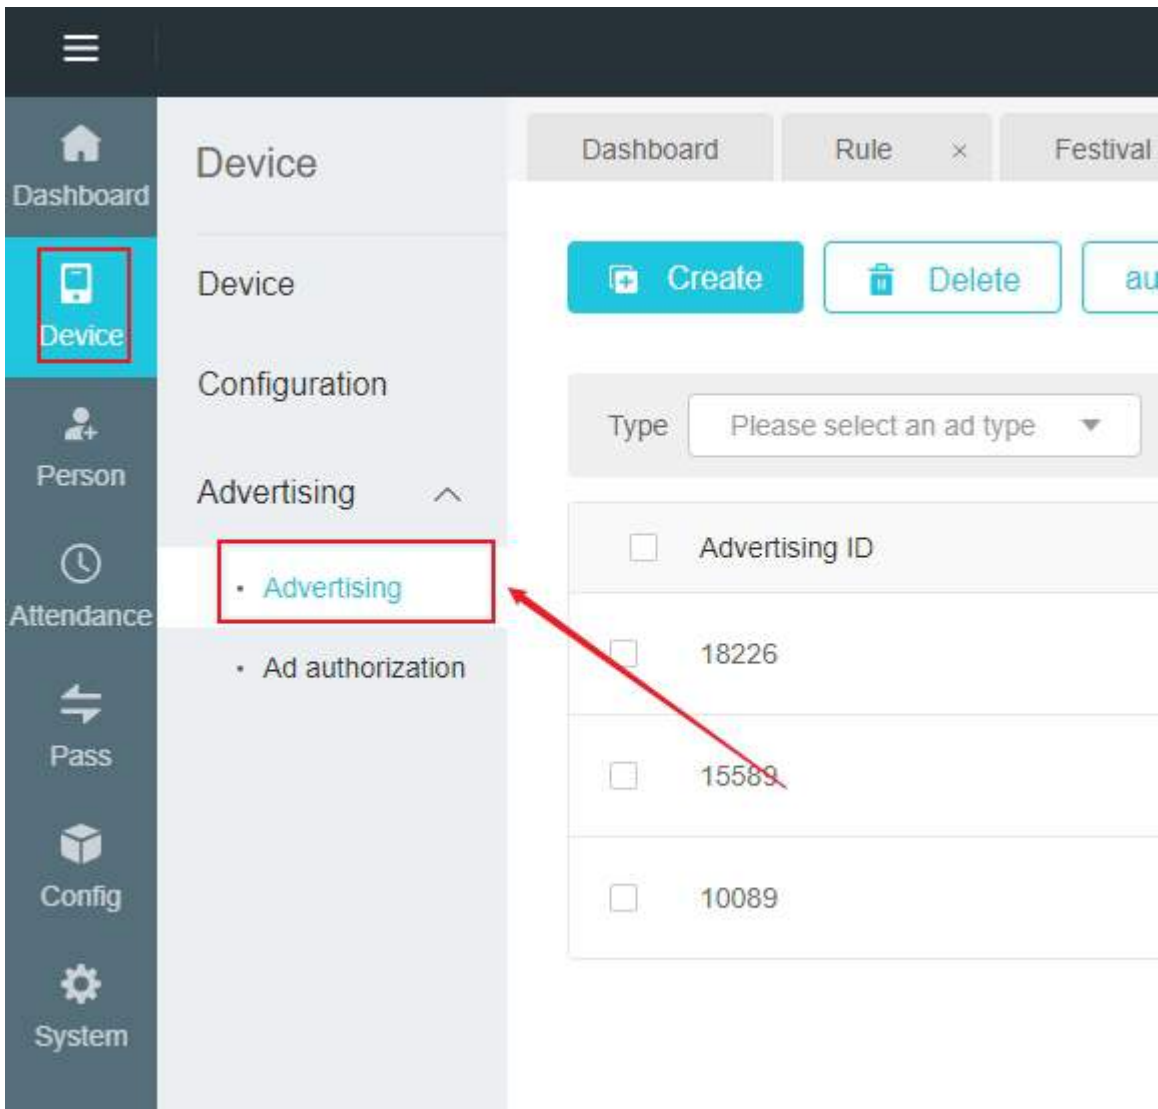 Dashboard
Device
Person
Attendance
Pass
Config
System
Device
Device
Configuration
Advertising
Advertising
Ad authorization
Dashboard Rule × Festival
Create Delete au
Type Please select an ad type
Advertising ID
18226
15589
10089